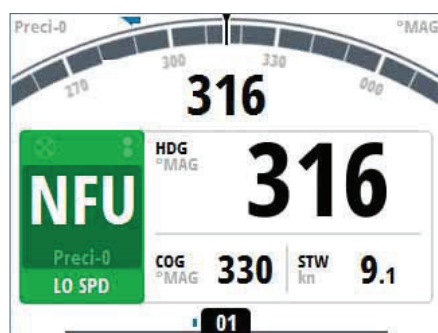 Preci-0 °MAG
270 300 330 000
316
NFU
Preci-0
LO SPD
HDG
°MAG
316
COG
°MAG
330
STW
kn
9.1
01